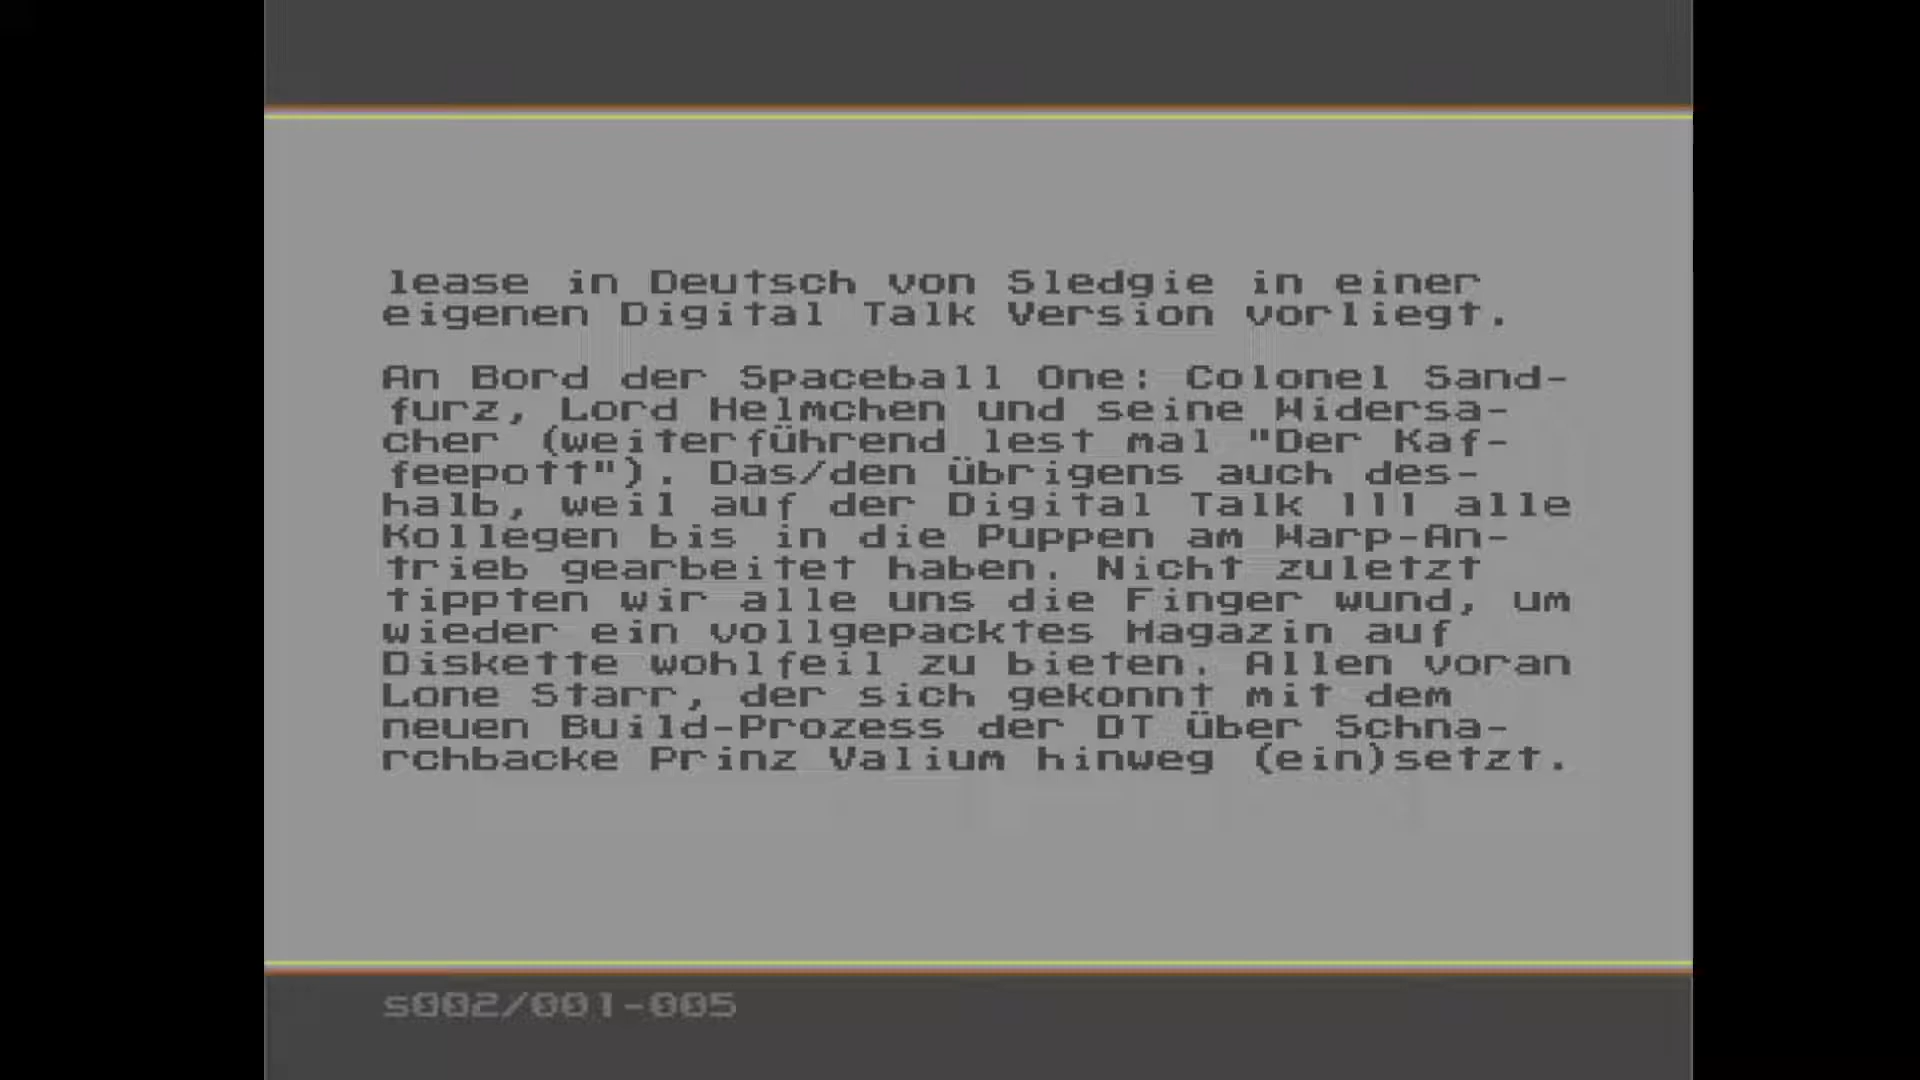 lease in Deutsch von Sledgie in einer
eigenen Digital Talk Version vorliegt.
An Bord der Spaceball One: Colonel Sand-
furz, Lord Helmchen und seine Widersa-
cher (weiterführend lest mal "Der Kaf-
feepott"). Das/den übrigens auch des-
halb, weil auf der Digital Talk 111 alle
Kollegen bis in die Puppen am Warp-An-
trieb gearbeitet haben. Nicht zuletzt
tippten wir alle uns die Finger wund, um
wieder ein vollgepacktes Magazin auf
Diskette wohlfeil zu bieten. Allen voran
Lone Starr, der sich gekonnt mit dem
neuen Build-Prozess der DT über Schna-
rchbacke Prinz Valium hinweg (ein)setzt.
s002/001-005